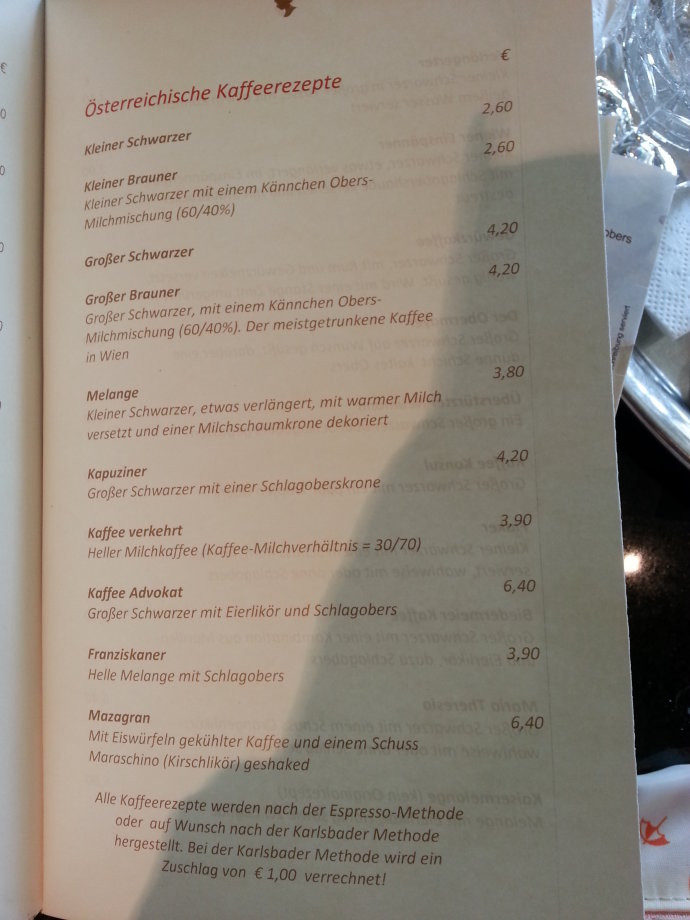 €
Österreichische Kaffeerezepte
Kleiner Schwarzer 2,60
Kleiner Brauner 2,60
Kleiner Schwarzer mit einem Kännchen Obers-
Milchmischung (60/40%)
Großer Schwarzer 4,20
Großer Brauner 4,20
Großer Schwarzer, mit einem Kännchen Obers-
Milchmischung (60/40%). Der meistgetrunkene Kaffee
in Wien
Melange 3,80
Kleiner Schwarzer, etwas verlängert, mit warmer Milch
versetzt und einer Milchschaumkrone dekoriert
Kapuziner 4,20
Großer Schwarzer mit einer Schlagoberskrone
Kaffee verkehrt 3,90
Heller Milchkaffee (Kaffee-Milchverhältnis = 30/70)
Kaffee Advokat 6,40
Großer Schwarzer mit Eierlikör und Schlagobers
Franziskaner 3,90
Helle Melange mit Schlagobers
Mazagran 6,40
Mit Eiswürfeln gekühlter Kaffee und einem Schuss
Maraschino (Kirschlikör) geshaked
Alle Kaffeerezepte werden nach der Espresso-Methode
oder auf Wunsch nach der Karlsbader Methode
hergestellt. Bei der Karlsbader Methode wird ein
Zuschlag von € 1,00 verrechnet!